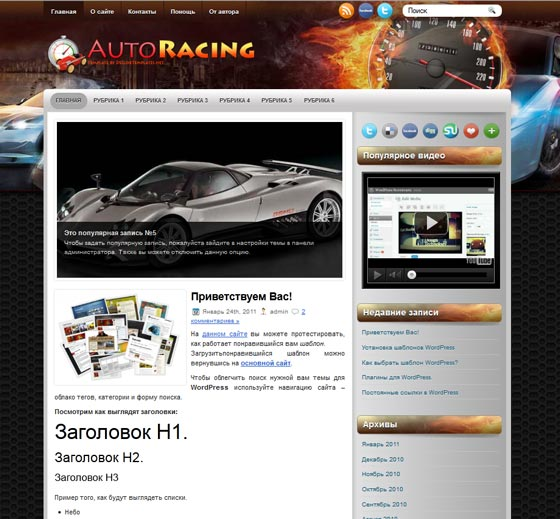 Главная О сайте Контакты Помощь От автора
Поиск
AUTORACING
ГЛАВНАЯ РУБРИКА 1 РУБРИКА 2 РУБРИКА 3 РУБРИКА 4 РУБРИКА 5 РУБРИКА 6
Это популярная запись №5
Чтобы задать популярную запись, пожалуйста зайдите в настройки темы в панели
администратора. Также вы можете отключить данную опцию.
Приветствуем Вас!
Январь 24th, 2011 admin 2
комментариев »
На данном сайте вы можете протестировать,
как работает понравившийся вам шаблон.
Загрузитьпонравившийся шаблон можно
вернувшись на основной сайт.
Чтобы облегчить поиск нужной вам темы для
WordPress используйте навигацию сайта –
облако тегов, категории и форму поиска.
Посмотрим как выглядят заголовки:
Заголовок H1.
Заголовок H2.
Заголовок H3
Пример того, как будут выглядеть списки.
Небо
Популярное видео
YouTube
Недавние записи
Приветствуем Вас!
Установка шаблонов WordPress
Как выбрать шаблон WordPress?
Плагины для WordPress.
Постоянные ссылки в WordPress
Архивы
Январь 2011
Декабрь 2010
Ноябрь 2010
Октябрь 2010
Сентябрь 2010
Август 2010